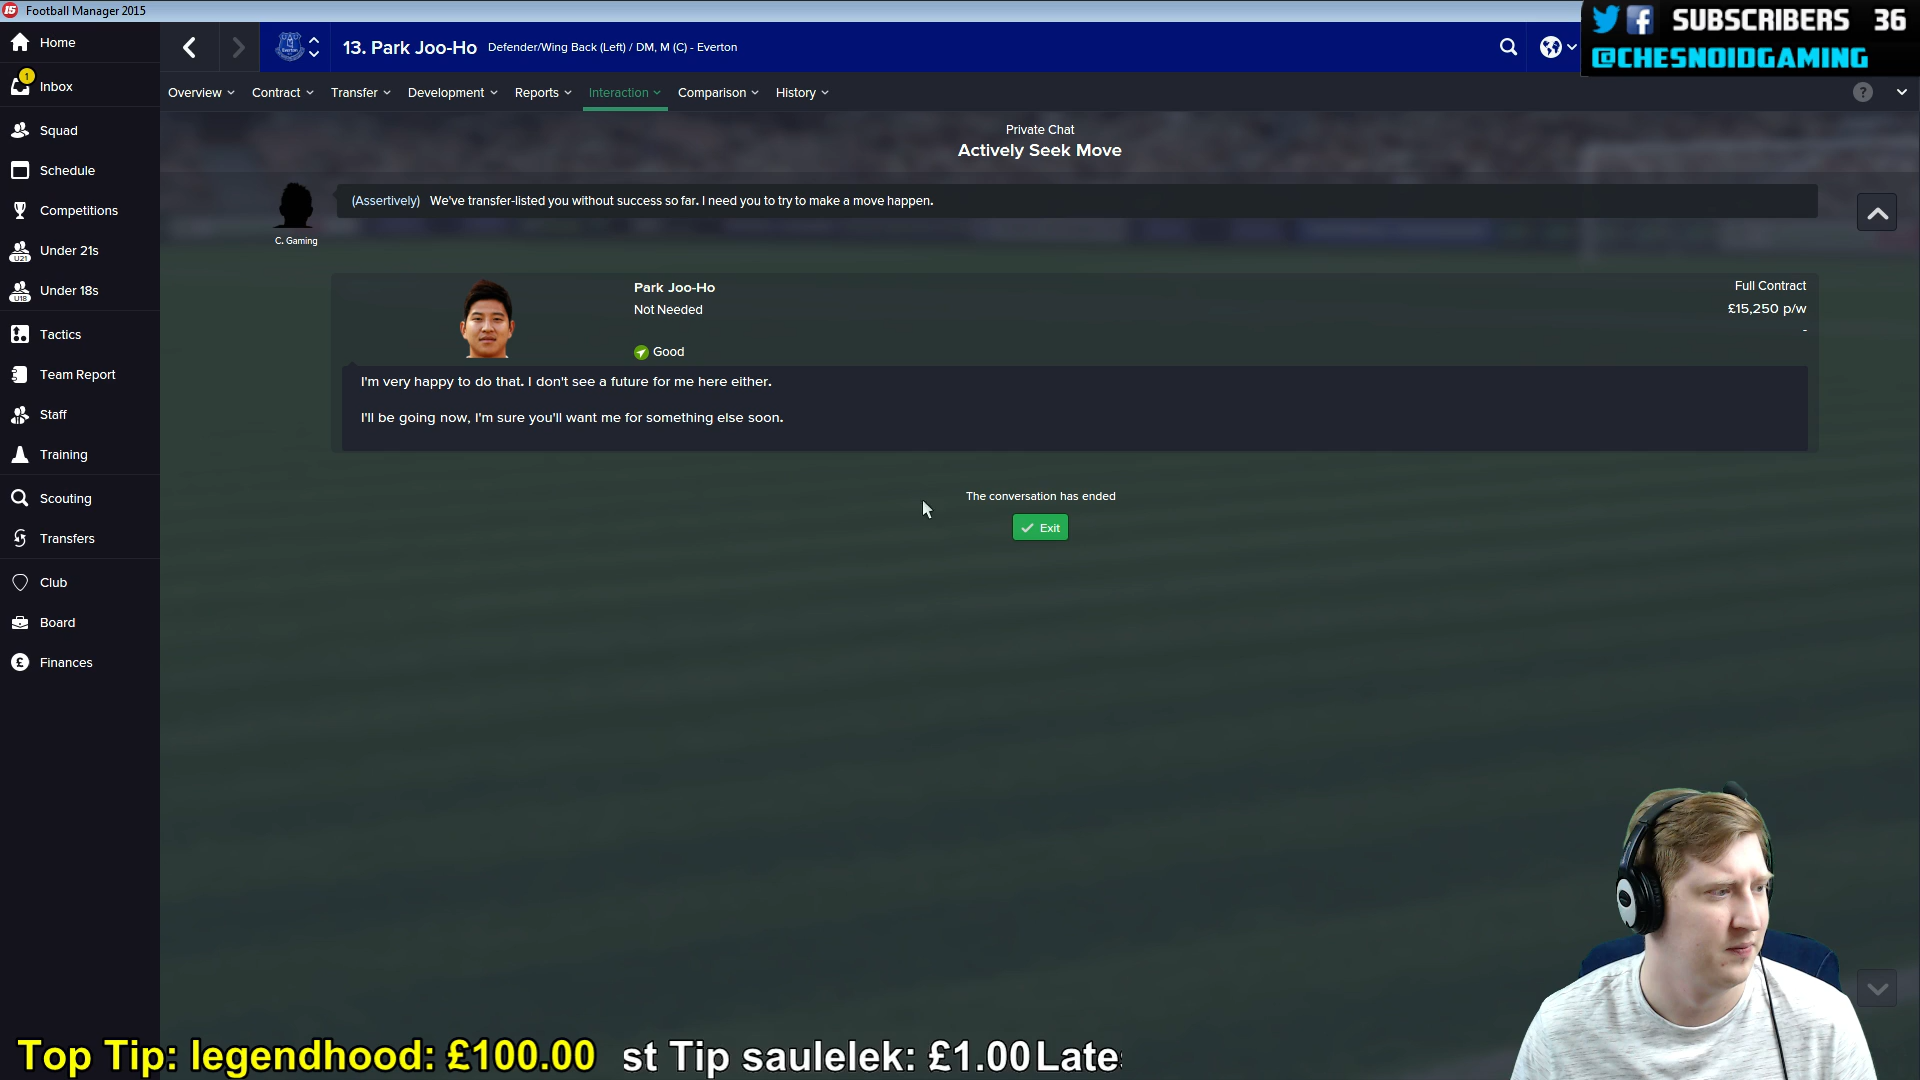 Football Manager 2015
SUBSCRIBERS 36
@CHESNOIDGAMING
13. Park Joo-Ho Defender/Wing Back (Left) / DM, M (C) - Everton
Overview Contract Transfer Development Reports Interaction Comparison History
Home
1
Inbox
Squad
Schedule
Competitions
U21
Under 21s
U18
Under 18s
Tactics
Team Report
Staff
Training
Scouting
Transfers
Club
Board
Finances
Private Chat
Actively Seek Move
(Assertively) We've transfer-listed you without success so far. I need you to try to make a move happen.
C. Gaming
Park Joo-Ho
Not Needed
Good
Full Contract
£15,250 p/w
-
I'm very happy to do that. I don't see a future for me here either.
I'll be going now, I'm sure you'll want me for something else soon.
The conversation has ended
Exit
Top Tip: legendhood: £100.00 st Tip saulelek: £1.00 Late